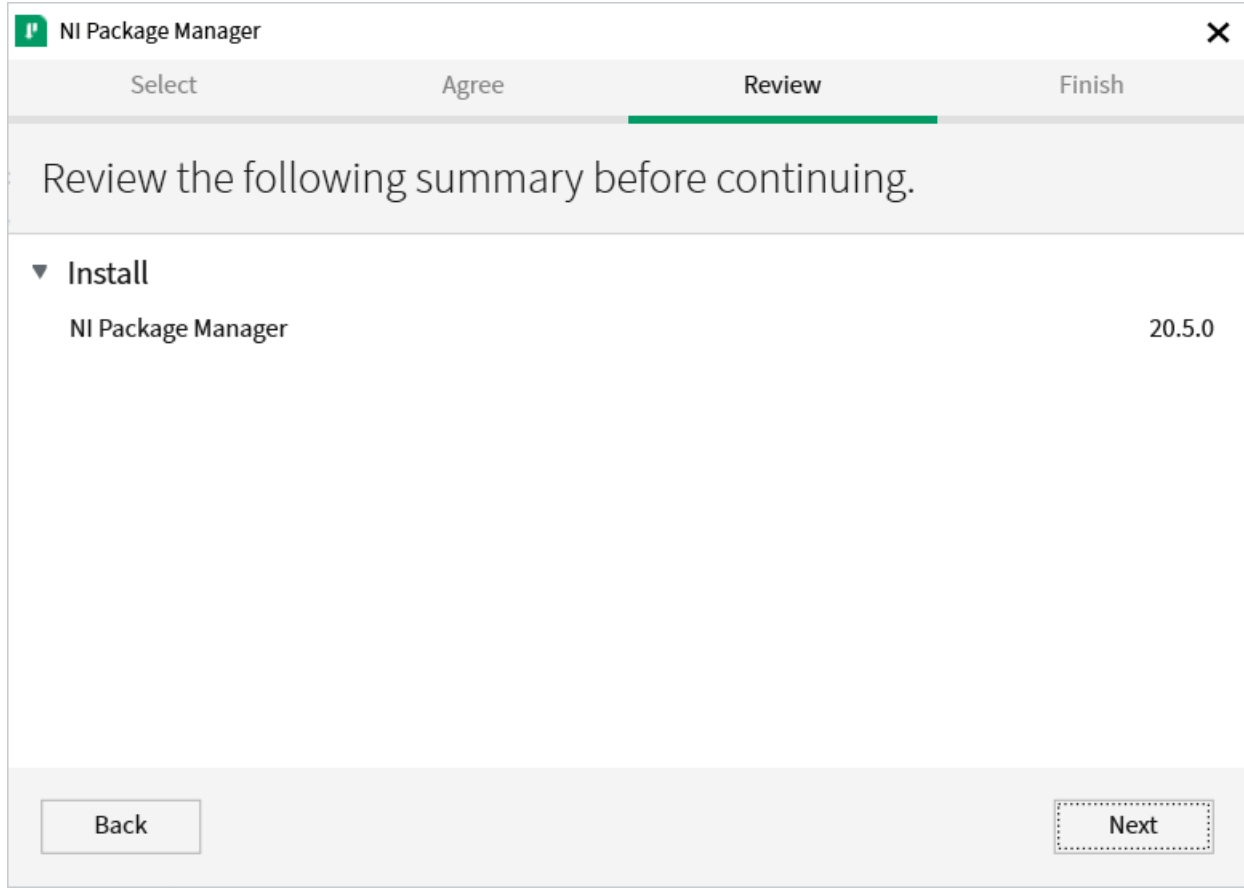 NI Package Manager
Select Agree Review Finish
Review the following summary before continuing.
Install
NI Package Manager 20.5.0
Back Next